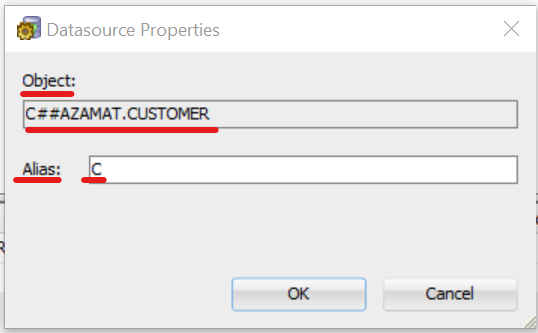 Datasource Properties
Object:
C##AZAMAT.CUSTOMER
Alias: C
OK Cancel